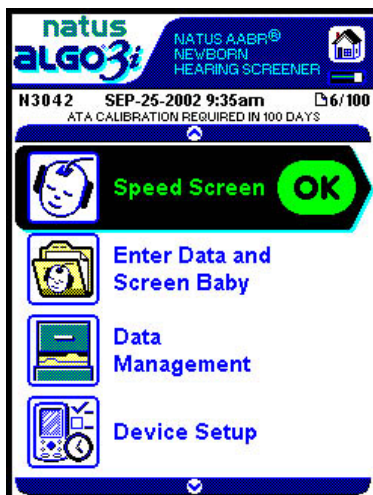 natus
ALGO3i
NATUS AABR®
NEWBORN
HEARING SCREENER
N3042 SEP-25-2002 9:35am 6/100
ATA CALIBRATION REQUIRED IN 100 DAYS
Speed Screen OK
Enter Data and
Screen Baby
Data
Management
Device Setup